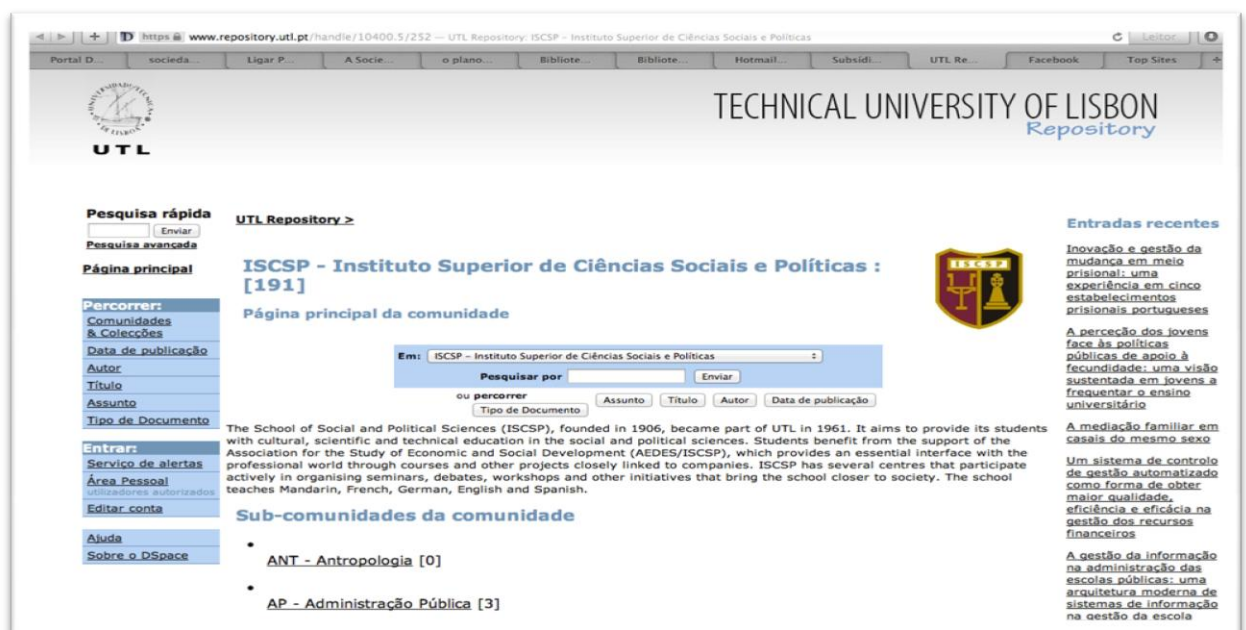 https www.repository.utl.pt/handle/10400.5/252 — UTL Repository: ISCSP – Instituto Superior de Ciências Sociais e Políticas
Leitor
Portal D... socieda... Ligar P... A Socie... o plano... Bibliote... Bibliote... Hotmail... Subsídi... UTL Re... Facebook Top Sites +
UTL
TECHNICAL UNIVERSITY OF LISBON
Repository
Pesquisa rápida
Enviar
Pesquisa avançada
Página principal
Percorrer:
Comunidades
& Colecções
Data de publicação
Autor
Título
Assunto
Tipo de Documento
Entrar:
Serviço de alertas
Área Pessoal
utilizadores autorizados
Editar conta
Ajuda
Sobre o DSpace
UTL Repository >
ISCSP - Instituto Superior de Ciências Sociais e Políticas :
[191]
ISCSP
Página principal da comunidade
Em: ISCSP – Instituto Superior de Ciências Sociais e Políticas
Pesquisar por Enviar
ou percorrer
Tipo de Documento Assunto Título Autor Data de publicação
The School of Social and Political Sciences (ISCSP), founded in 1906, became part of UTL in 1961. It aims to provide its students
with cultural, scientific and technical education in the social and political sciences. Students benefit from the support of the
Association for the Study of Economic and Social Development (AEDES/ISCSP), which provides an essential interface with the
professional world through courses and other projects closely linked to companies. ISCSP has several centres that participate
actively in organising seminars, debates, workshops and other initiatives that bring the school closer to society. The school
teaches Mandarin, French, German, English and Spanish.
Sub-comunidades da comunidade
ANT - Antropologia [0]
AP - Administração Pública [3]
Entradas recentes
Inovação e gestão da
mudança em meio
prisional: uma
experiência em cinco
estabelecimentos
prisionais portugueses
A perceção dos jovens
face às políticas
públicas de apoio à
fecundidade: uma visão
sustentada em jovens a
frequentar o ensino
universitário
A mediação familiar em
casais do mesmo sexo
Um sistema de controlo
de gestão automatizado
como forma de obter
maior qualidade,
eficiência e eficácia na
gestão dos recursos
financeiros
A gestão da informação
na administração das
escolas públicas: uma
arquitetura moderna de
sistemas de informação
na gestão da escola